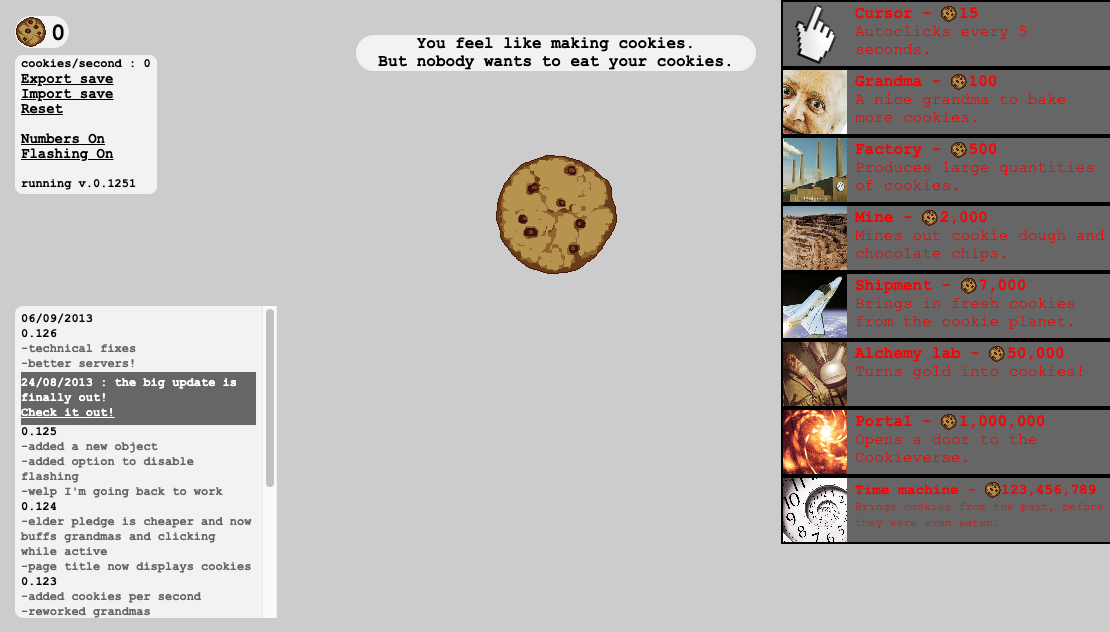 0
cookies/second : 0
Export save
Import save
Reset
Numbers On
Flashing On
running v.0.1251
You feel like making cookies.
But nobody wants to eat your cookies.
06/09/2013
0.126
-technical fixes
-better servers!
24/08/2013 : the big update is
finally out!
Check it out!
0.125
-added a new object
-added option to disable
flashing
-welp I'm going back to work
0.124
-elder pledge is cheaper and now
buffs grandmas and clicking
while active
-page title now displays cookies
0.123
-added cookies per second
-reworked grandmas
Cursor - 15
Autoclicks every 5
seconds.
Grandma - 100
A nice grandma to bake
more cookies.
Factory - 500
Produces large quantities
of cookies.
Mine - 2,000
Mines out cookie dough and
chocolate chips.
Shipment - 7,000
Brings in fresh cookies
from the cookie planet.
Alchemy lab - 50,000
Turns gold into cookies!
Portal - 1,000,000
Opens a door to the
Cookieverse.
Time machine - 123,456,789
Brings cookies from the past, before
they were even eaten.